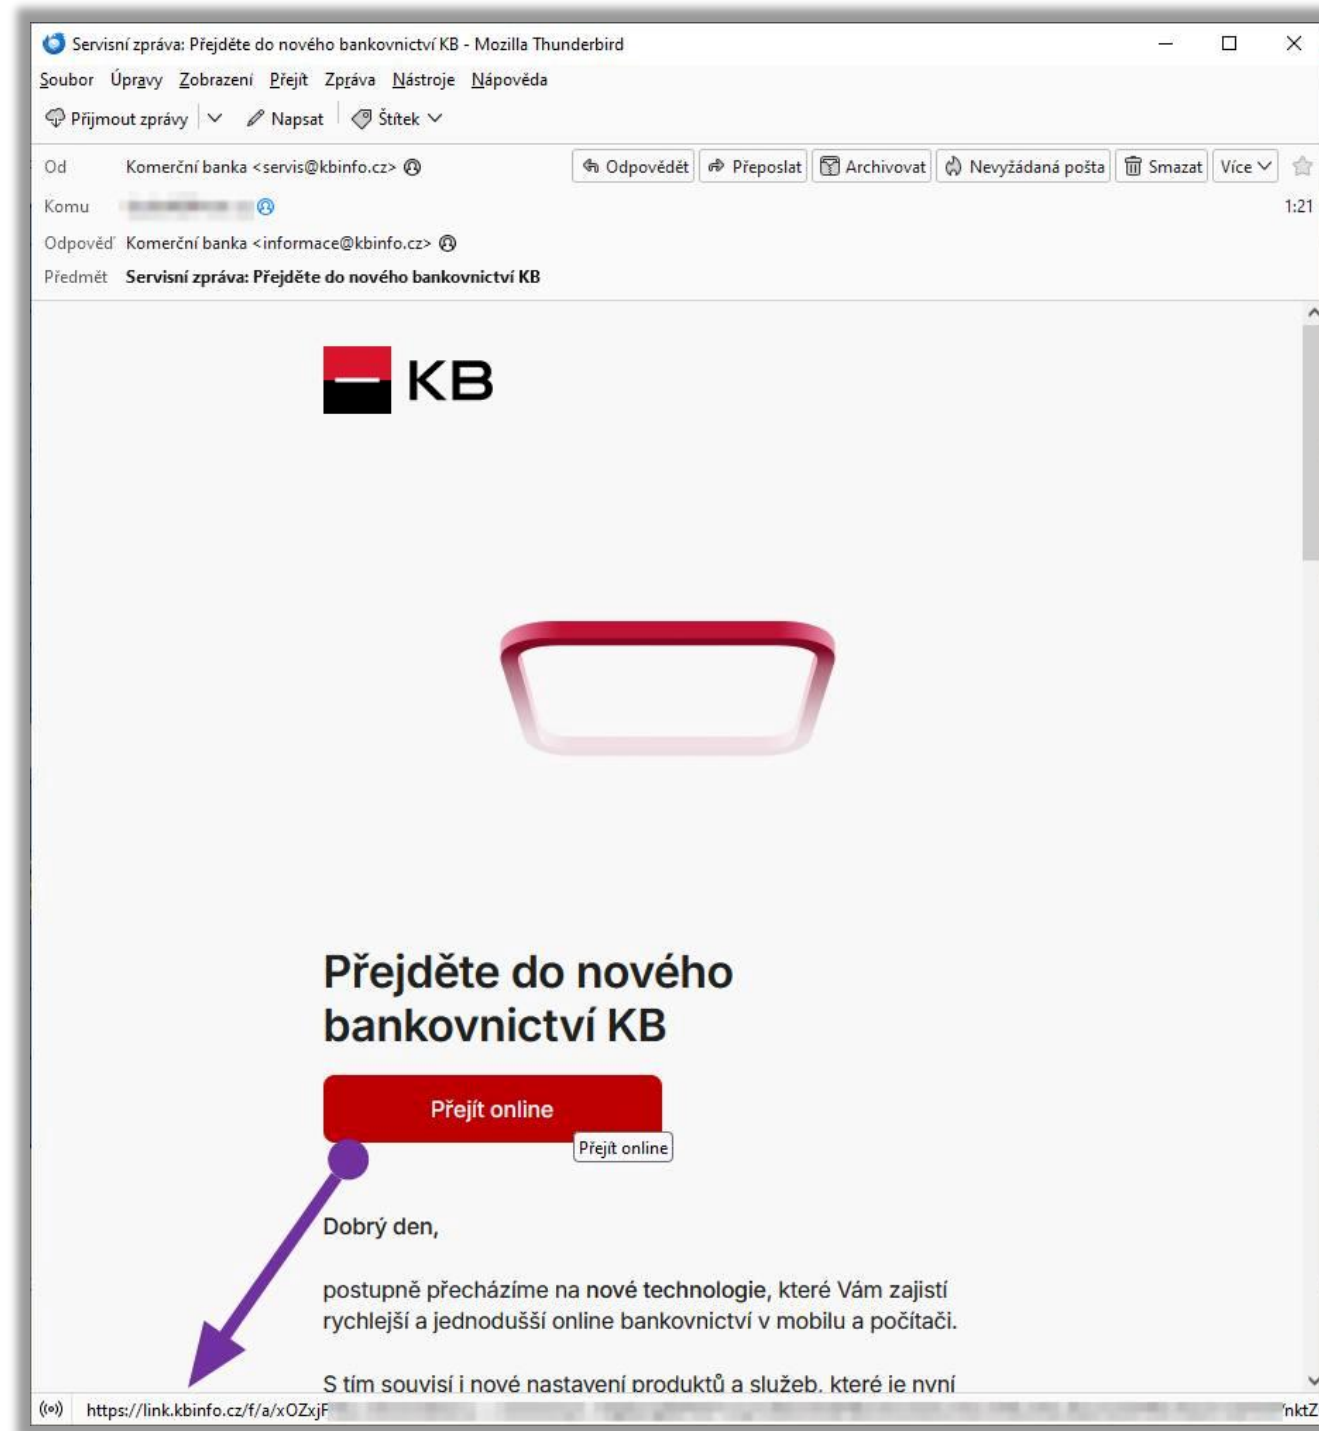 Servisní zpráva: Přejděte do nového bankovnictví KB - Mozilla Thunderbird
Soubor Úpravy Zobrazení Přejít Zpráva Nástroje Nápověda
Přijmout zprávy Napsat Štítek
Od Komerční banka <servis@kbinfo.cz> Odpovědět Přeposlat Archivovat Nevyžádaná pošta Smazat Více
Komu 1:21
Odpověď Komerční banka <informace@kbinfo.cz>
Předmět Servisní zpráva: Přejděte do nového bankovnictví KB
KB
Přejděte do nového
bankovnictví KB
Přejít online
Přejít online
Dobrý den,
postupně přecházíme na nové technologie, které Vám zajistí
rychlejší a jednodušší online bankovnictví v mobilu a počítači.
S tím souvisí i nové nastavení produktů a služeb, které je nyní
https://link.kbinfo.cz/f/a/xOZxjF nktZ